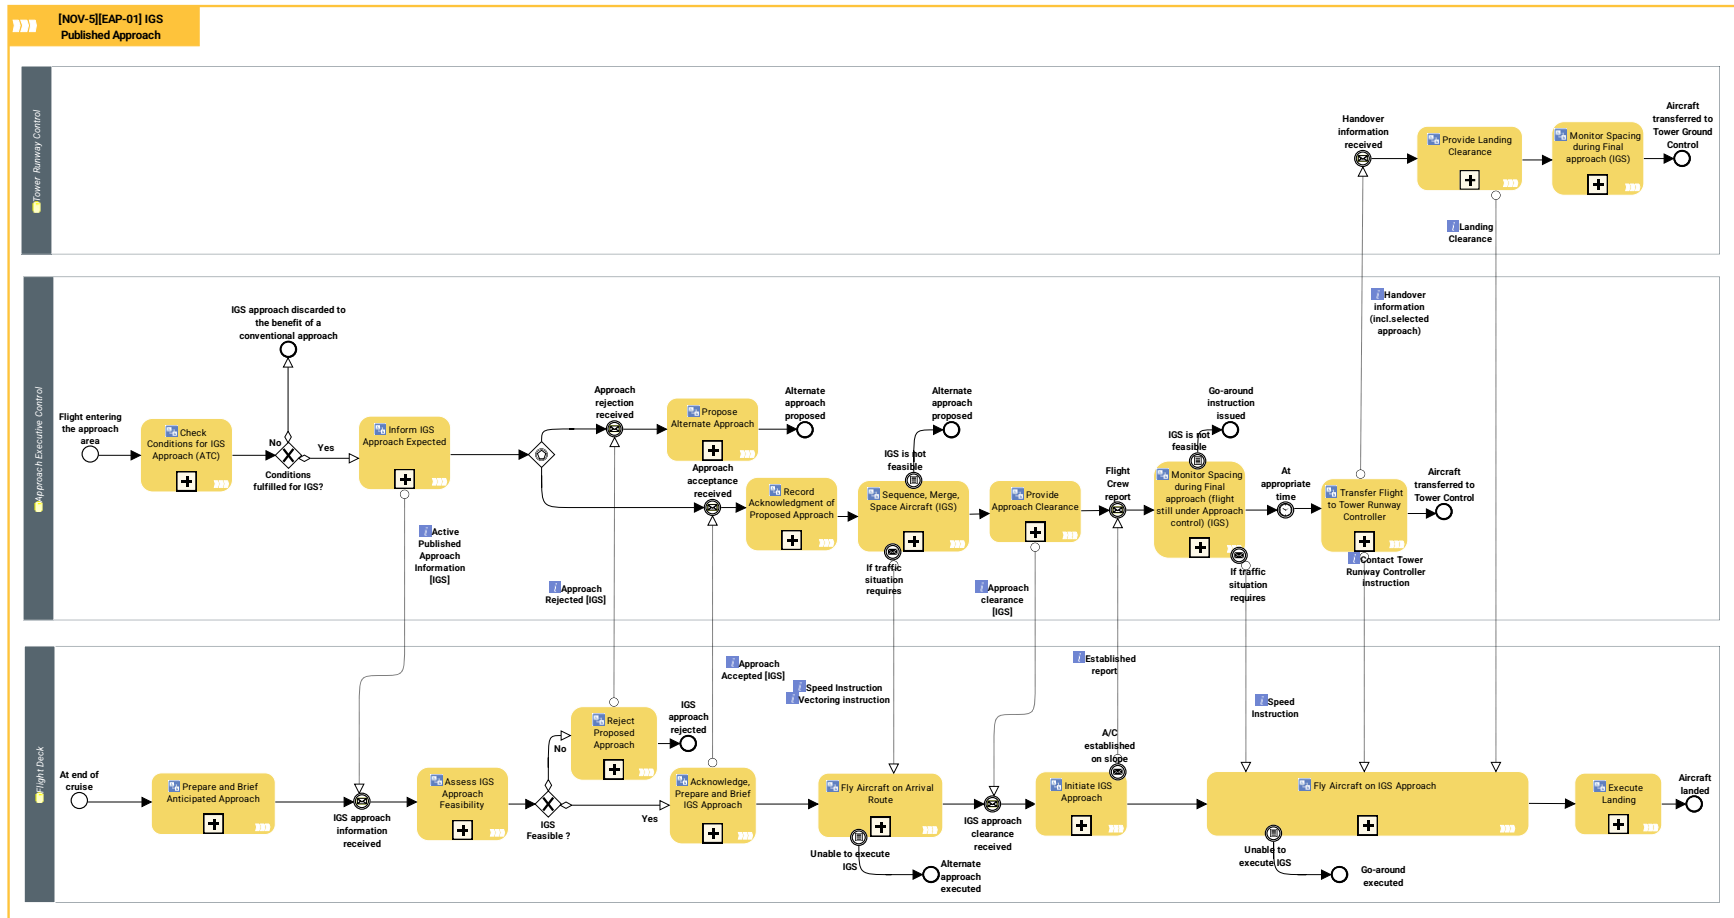 [NOV-5][EAP-01] IGS
Published Approach
Tower Runway Control
Handover
information
received
Provide Landing
Clearance
Monitor Spacing
during Final
approach (IGS)
Aircraft
transferred to
Tower Ground
Control
Landing
Clearance
Approach Executive Control
Flight entering
the approach
area
Check
Conditions for IGS
Approach (ATC)
IGS approach discarded to
the benefit of a
conventional approach
No
Yes
Conditions
fulfilled for IGS?
Inform IGS
Approach Expected
Active
Published
Approach
Information
[IGS]
Approach
rejection
received
Propose
Alternate Approach
Alternate
approach
proposed
Approach
acceptance
received
Record
Acknowledgment of
Proposed Approach
Approach
Rejected [IGS]
Alternate
approach
proposed
IGS is not
feasible
Sequence, Merge,
Space Aircraft (IGS)
If traffic
situation
requires
Provide
Approach Clearance
Approach
clearance
[IGS]
Flight
Crew
report
Go-around
instruction
issued
IGS is not
feasible
Monitor Spacing
during Final
approach (flight
still under Approach
control) (IGS)
If traffic
situation
requires
At
appropriate
time
Handover
information
(incl.selected
approach)
Transfer Flight
to Tower Runway
Controller
Aircraft
transferred to
Tower Control
Contact Tower
Runway Controller
instruction
Flight Deck
At end of
cruise
Prepare and Brief
Anticipated Approach
IGS approach
information
received
Assess IGS
Approach
Feasibility
No
Yes
IGS
Feasible ?
Reject
Proposed
Approach
IGS
approach
rejected
Approach
Accepted [IGS]
Acknowledge,
Prepare and Brief
IGS Approach
Speed Instruction
Vectoring instruction
Fly Aircraft on Arrival
Route
Unable to execute
IGS
Alternate
approach
executed
IGS approach
clearance
received
Established
report
A/C
established
on slope
Initiate IGS
Approach
Speed
Instruction
Fly Aircraft on IGS Approach
Unable to
execute IGS
Go-around
executed
Execute
Landing
Aircraft
landed